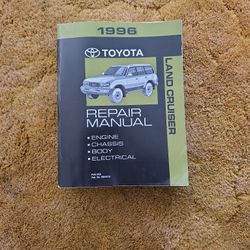 1996
TOYOTA
LAND CRUISER
REPAIR
MANUAL
• ENGINE
• CHASSIS
• BODY
• ELECTRICAL